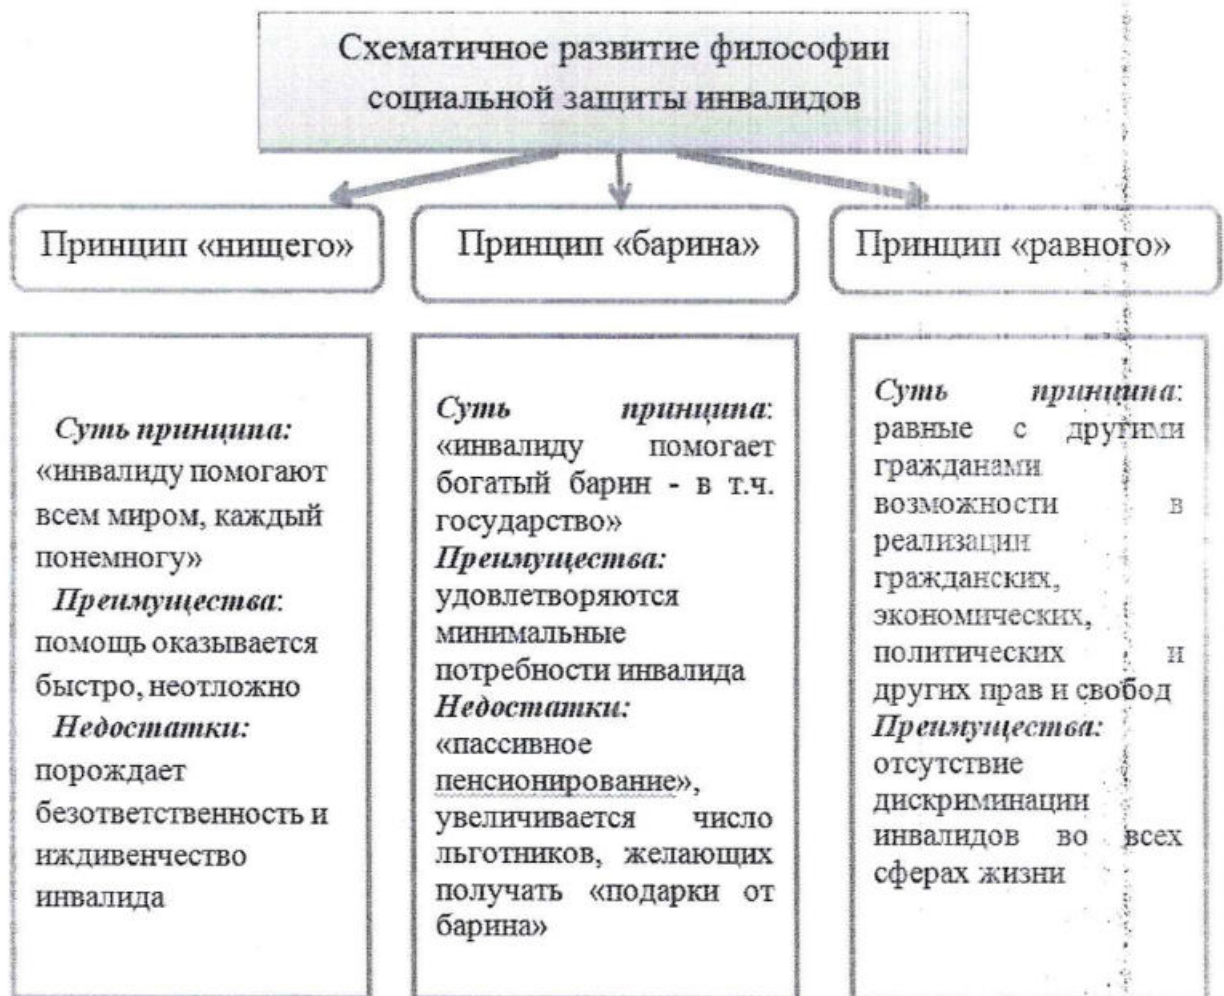 Схематичное развитие философии
социальной защиты инвалидов
Принцип «нищего»
Принцип «барина»
Принцип «равного»
Суть принципа:
«инвалиду помогают
всем миром, каждый
понемногу»
Преимущества:
помощь оказывается
быстро, неотложно
Недостатки:
порождает
безответственность и
иждивенчество
инвалида
Суть принципа:
«инвалиду помогает
богатый барин - в т.ч.
государство»
Преимущества:
удовлетворяются
минимальные
потребности инвалида
Недостатки:
«пассивное
пенсионирование»,
увеличивается число
льготников, желающих
получать «подарки от
барина»
Суть принципа:
равные с другими
гражданами
возможности в
реализации
гражданских,
экономических,
политических и
других прав и свобод
Преимущества:
отсутствие
дискриминации
инвалидов во всех
сферах жизни